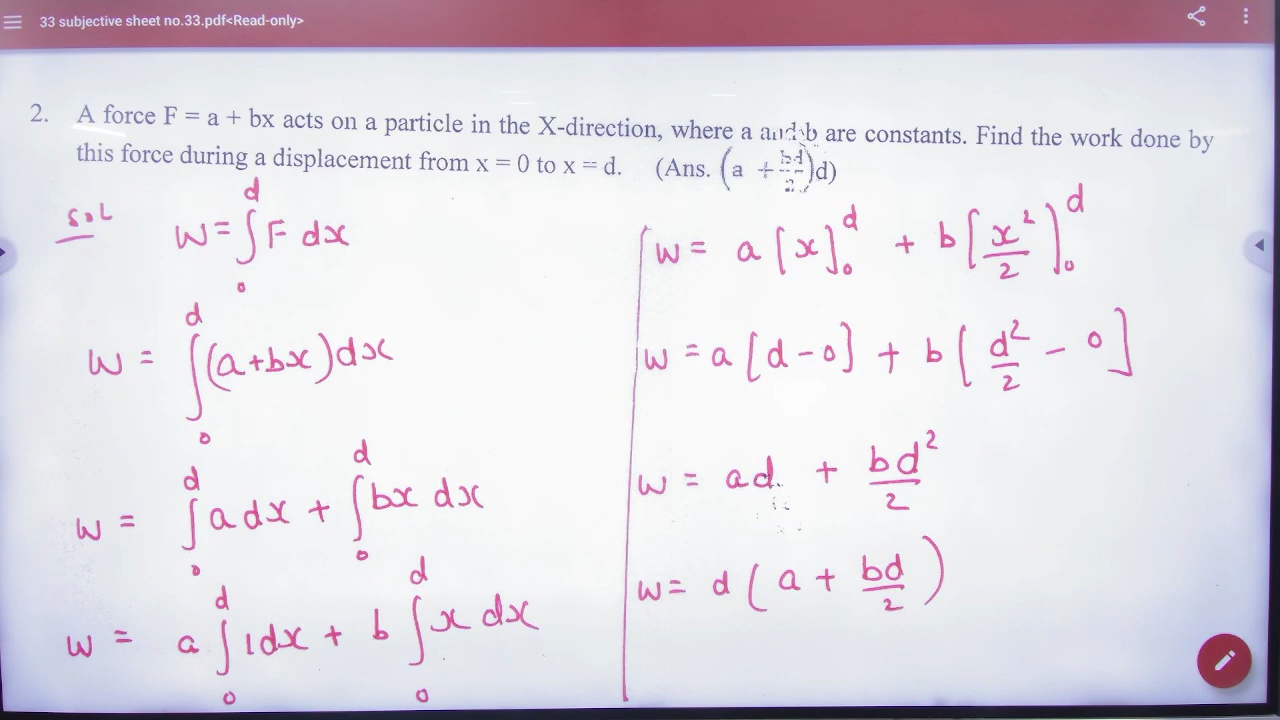 33 subjective sheet no.33.pdf<Read-only>
2. A force F = a + bx acts on a particle in the X-direction, where a and b are constants. Find the work done by
this force during a displacement from x = 0 to x = d. (Ans. (a + bd/2)d)
Sol
W = ∫₀ᵈ F dx
W = ∫₀ᵈ (a+bx)dx
W = ∫₀ᵈ a dx + ∫₀ᵈ bx dx
W = a ∫₀ᵈ 1dx + b ∫₀ᵈ x dx
W = a [x]₀ᵈ + b [x²/2]₀ᵈ
W = a [d-0] + b [d²/2 - 0]
W = ad + bd²/2
W = d (a + bd/2)